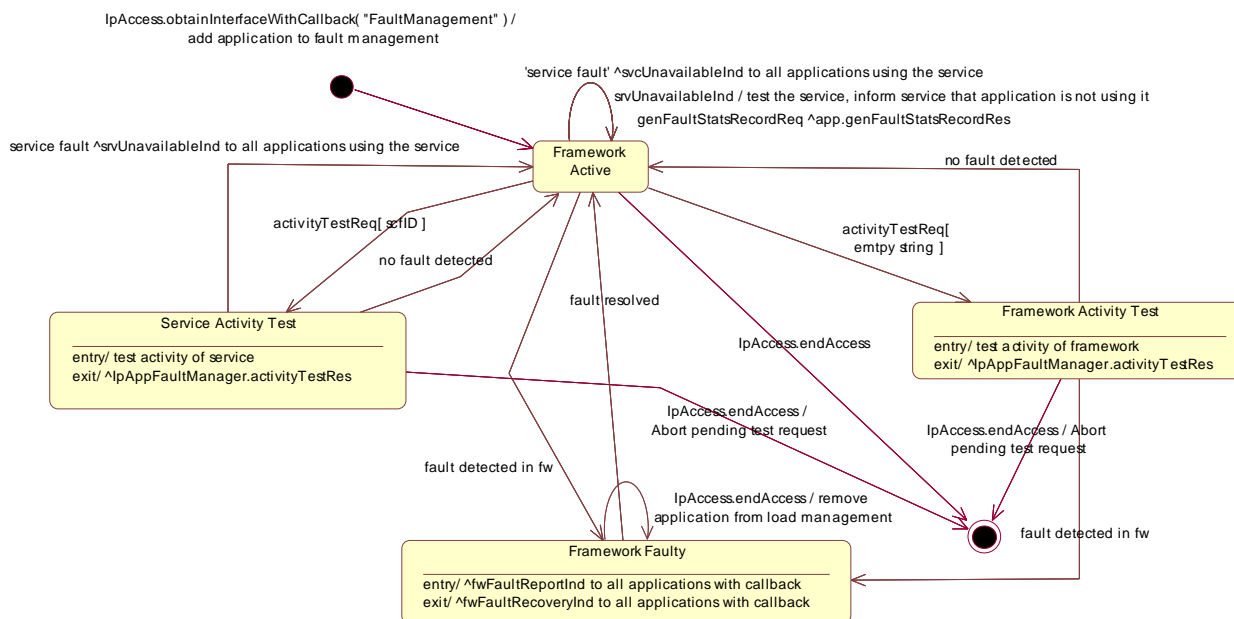 IpAccess.obtainInterfaceWithCallback( "FaultManagement" ) /
add application to fault management
'service fault' ^svcUnavailableInd to all applications using the service
srvUnavailableInd / test the service, inform service that application is not using it
genFaultStatsRecordReq ^app.genFaultStatsRecordRes
service fault ^srvUnavailableInd to all applications using the service
Framework
Active
no fault detected
activityTestReq[ scfID ]
activityTestReq[
emtpy string ]
no fault detected
fault resolved
Service Activity Test
entry/ test activity of service
exit/ ^IpAppFaultManager.activityTestRes
Framework Activity Test
entry/ test activity of framework
exit/ ^IpAppFaultManager.activityTestRes
IpAccess.endAccess
IpAccess.endAccess /
Abort pending test request
IpAccess.endAccess / Abort
pending test request
fault detected in fw
IpAccess.endAccess / remove
application from load management
fault detected in fw
Framework Faulty
entry/ ^fwFaultReportInd to all applications with callback
exit/ ^fwFaultRecoveryInd to all applications with callback